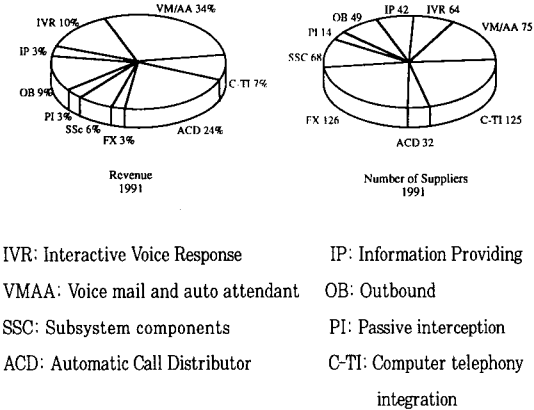 VM/AA 34%
IVR 10%
IP 3%
OB 9%
PI 3%
SSc 6%
FX 3%
ACD 24%
C-TI 7%
Revenue
1991
IP 42
IVR 64
OB 49
VM/AA 75
PI 14
SSC 68
FX 126
C-TI 125
ACD 32
Number of Suppliers
1991
IVR: Interactive Voice Response
IP: Information Providing
VMAA: Voice mail and auto attendant
OB: Outbound
SSC: Subsystem components
PI: Passive interception
ACD: Automatic Call Distributor
C-TI: Computer telephony
integration